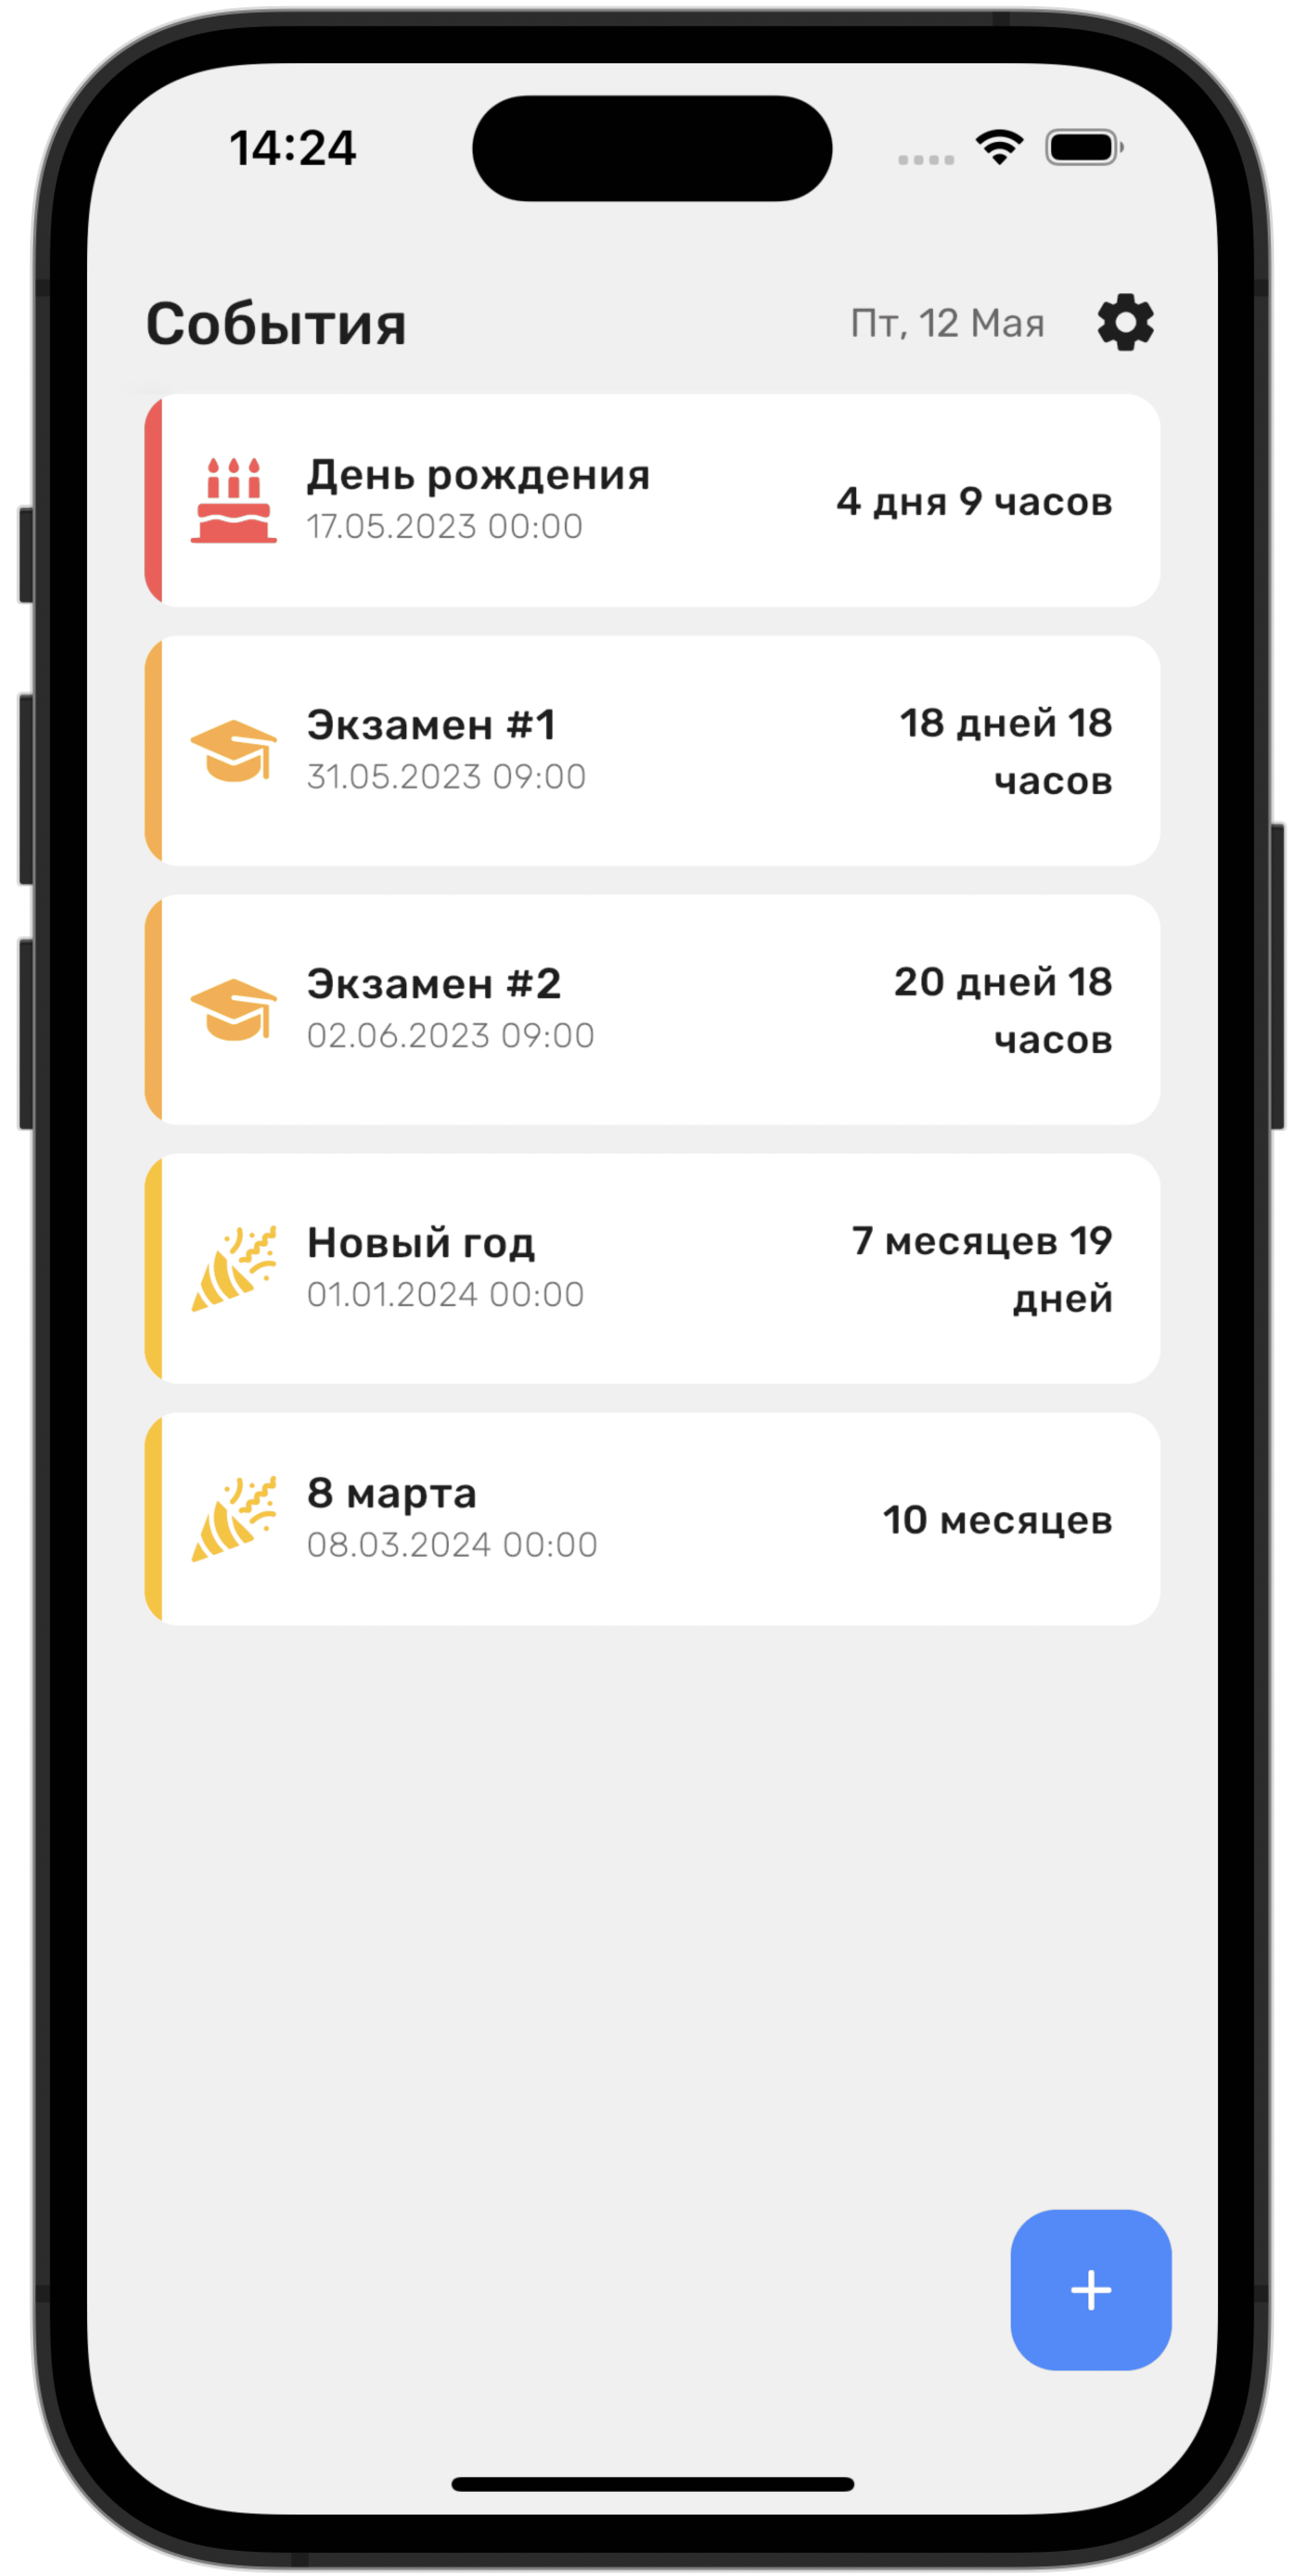 14:24
События
Пт, 12 Мая
День рождения
17.05.2023 00:00
4 дня 9 часов
Экзамен #1
31.05.2023 09:00
18 дней 18
часов
Экзамен #2
02.06.2023 09:00
20 дней 18
часов
Новый год
01.01.2024 00:00
7 месяцев 19
дней
8 марта
08.03.2024 00:00
10 месяцев
+